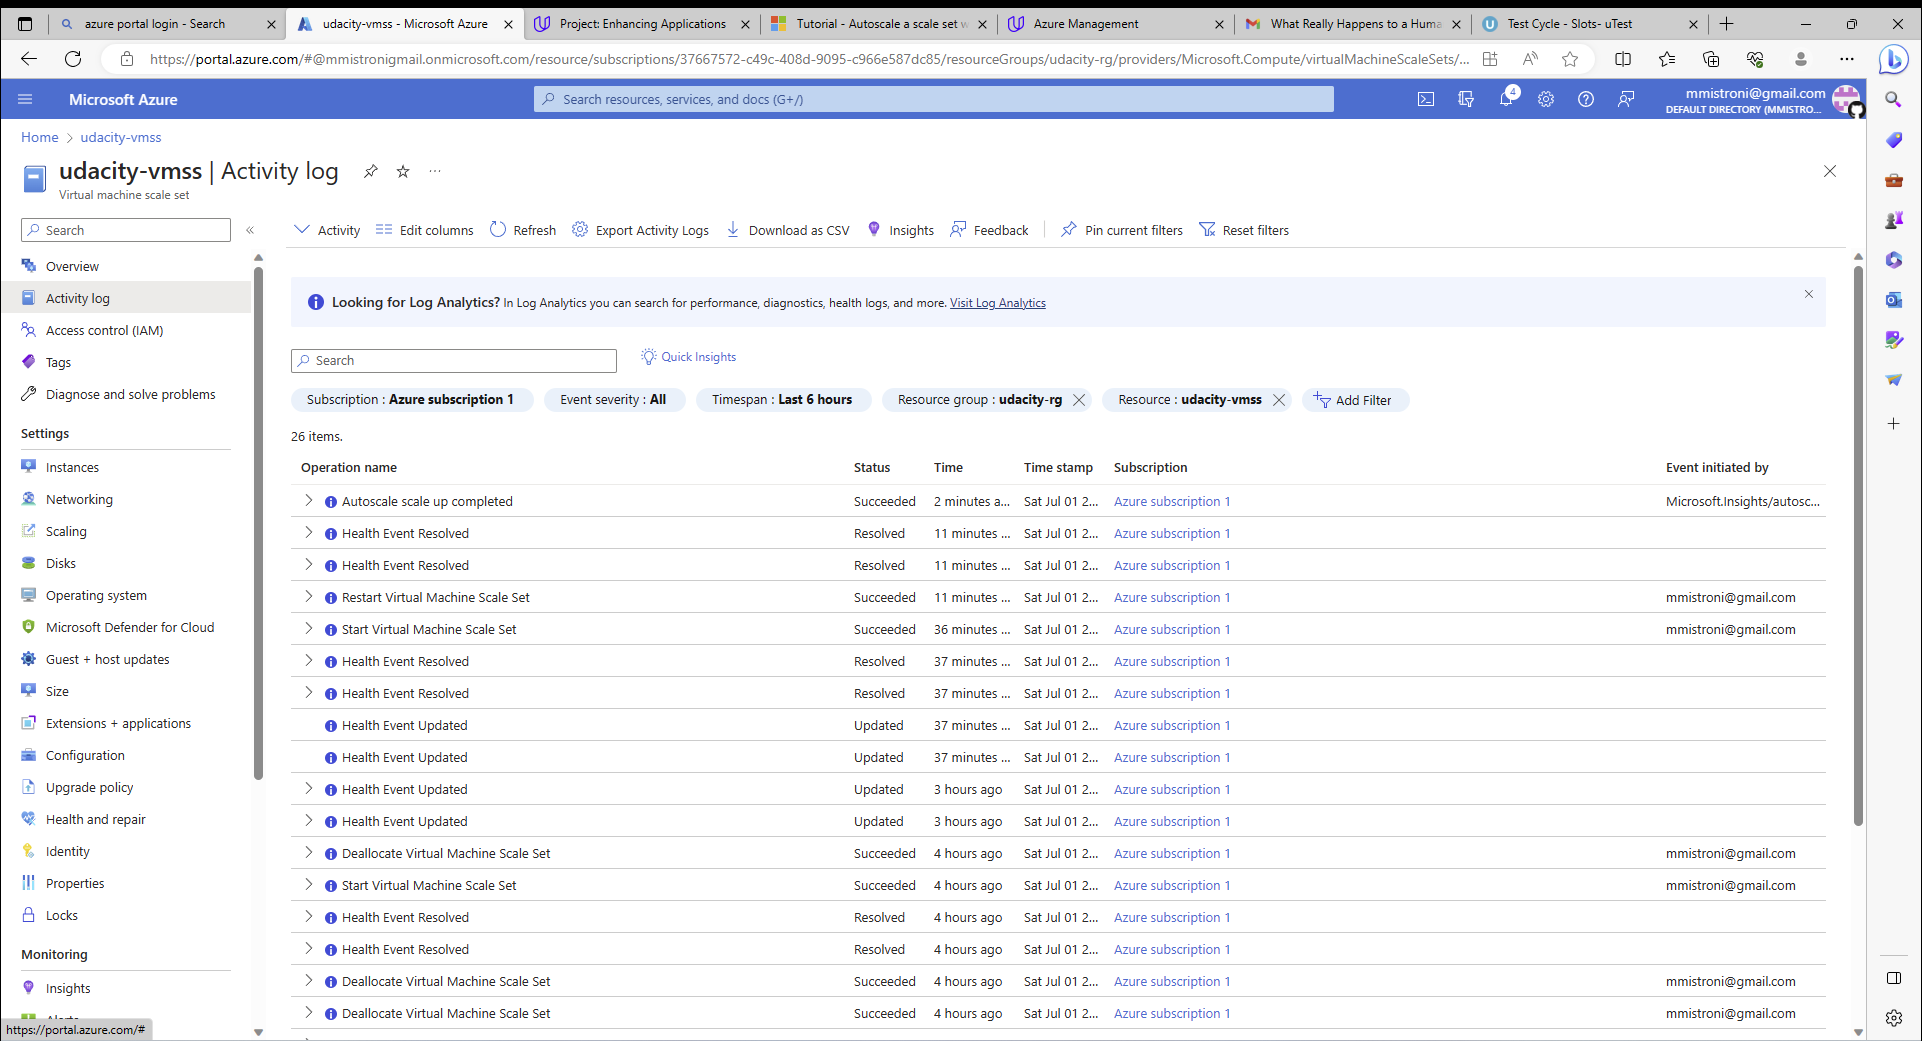 azure portal login - Search
udacity-vmss - Microsoft Azure
Project: Enhancing Applications
Tutorial - Autoscale a scale set w
Azure Management
What Really Happens to a Huma
Test Cycle - Slots- uTest
https://portal.azure.com/#@mmistronigmail.onmicrosoft.com/resource/subscriptions/37667572-c49c-408d-9095-c966e587dc85/resourceGroups/udacity-rg/providers/Microsoft.Compute/virtualMachineScaleSets/...
Microsoft Azure
Search resources, services, and docs (G+/)
4
mmistroni@gmail.com
DEFAULT DIRECTORY (MMISTRO...
Home > udacity-vmss
udacity-vmss | Activity log
Virtual machine scale set
Search
Overview
Activity log
Access control (IAM)
Tags
Diagnose and solve problems
Settings
Instances
Networking
Scaling
Disks
Operating system
Microsoft Defender for Cloud
Guest + host updates
Size
Extensions + applications
Configuration
Upgrade policy
Health and repair
Identity
Properties
Locks
Monitoring
Insights
https://portal.azure.com/#
Activity Edit columns Refresh Export Activity Logs Download as CSV Insights Feedback Pin current filters Reset filters
Looking for Log Analytics? In Log Analytics you can search for performance, diagnostics, health logs, and more. Visit Log Analytics
Search Quick Insights
Subscription : Azure subscription 1 Event severity : All Timespan : Last 6 hours Resource group : udacity-rg Resource : udacity-vmss Add Filter
26 items.
Operation name Status Time Time stamp Subscription Event initiated by
Autoscale scale up completed Succeeded 2 minutes a... Sat Jul 01 2... Azure subscription 1 Microsoft.Insights/autosc...
Health Event Resolved Resolved 11 minutes ... Sat Jul 01 2... Azure subscription 1
Health Event Resolved Resolved 11 minutes ... Sat Jul 01 2... Azure subscription 1
Restart Virtual Machine Scale Set Succeeded 11 minutes ... Sat Jul 01 2... Azure subscription 1 mmistroni@gmail.com
Start Virtual Machine Scale Set Succeeded 36 minutes ... Sat Jul 01 2... Azure subscription 1 mmistroni@gmail.com
Health Event Resolved Resolved 37 minutes ... Sat Jul 01 2... Azure subscription 1
Health Event Resolved Resolved 37 minutes ... Sat Jul 01 2... Azure subscription 1
Health Event Updated Updated 37 minutes ... Sat Jul 01 2... Azure subscription 1
Health Event Updated Updated 37 minutes ... Sat Jul 01 2... Azure subscription 1
Health Event Updated Updated 3 hours ago Sat Jul 01 2... Azure subscription 1
Health Event Updated Updated 3 hours ago Sat Jul 01 2... Azure subscription 1
Deallocate Virtual Machine Scale Set Succeeded 4 hours ago Sat Jul 01 2... Azure subscription 1 mmistroni@gmail.com
Start Virtual Machine Scale Set Succeeded 4 hours ago Sat Jul 01 2... Azure subscription 1 mmistroni@gmail.com
Health Event Resolved Resolved 4 hours ago Sat Jul 01 2... Azure subscription 1
Health Event Resolved Resolved 4 hours ago Sat Jul 01 2... Azure subscription 1
Deallocate Virtual Machine Scale Set Succeeded 4 hours ago Sat Jul 01 2... Azure subscription 1 mmistroni@gmail.com
Deallocate Virtual Machine Scale Set Succeeded 4 hours ago Sat Jul 01 2... Azure subscription 1 mmistroni@gmail.com